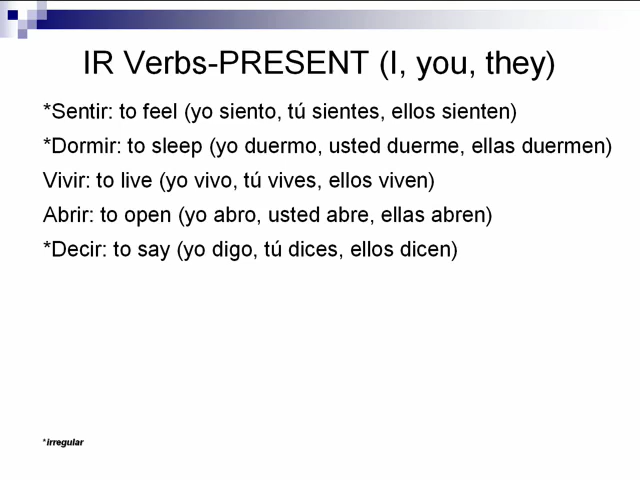 IR Verbs-PRESENT (I, you, they)
*Sentir: to feel (yo siento, tú sientes, ellos sienten)
*Dormir: to sleep (yo duermo, usted duerme, ellas duermen)
Vivir: to live (yo vivo, tú vives, ellos viven)
Abrir: to open (yo abro, usted abre, ellas abren)
*Decir: to say (yo digo, tú dices, ellos dicen)
*irregular